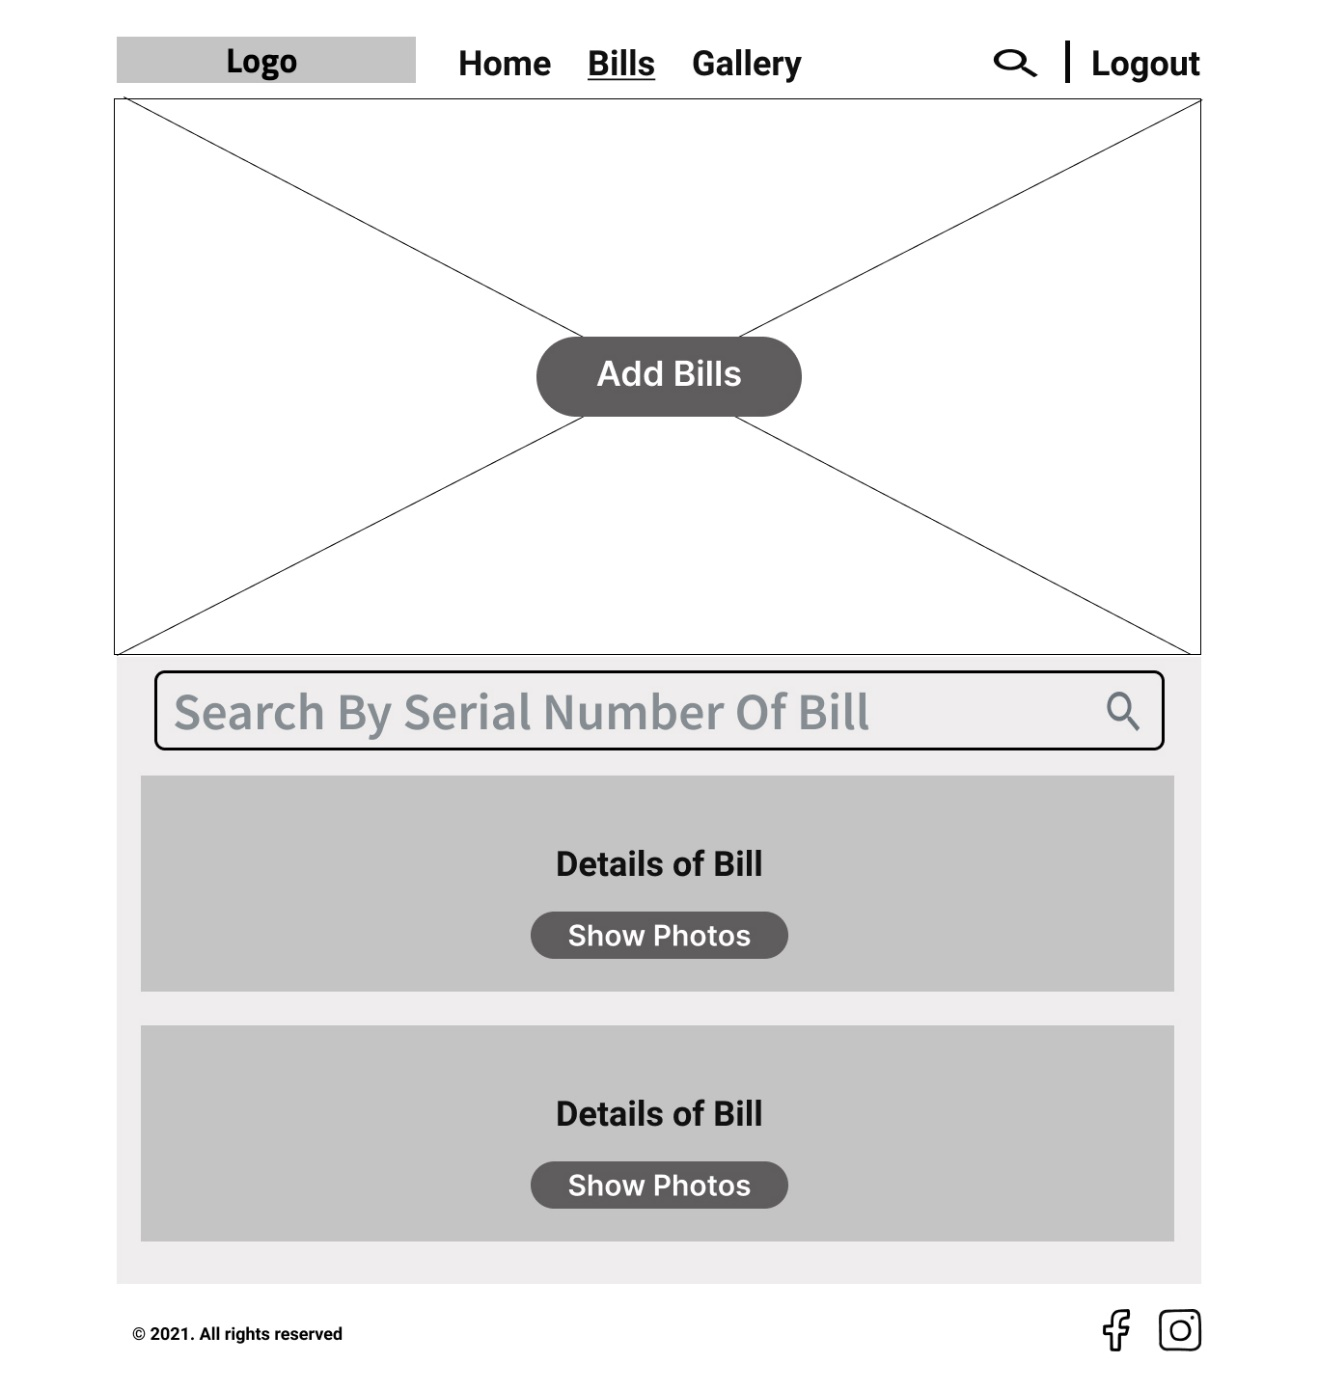 Logo Home Bills Gallery Logout
Add Bills
Search By Serial Number Of Bill
Details of Bill
Show Photos
Details of Bill
Show Photos
© 2021. All rights reserved